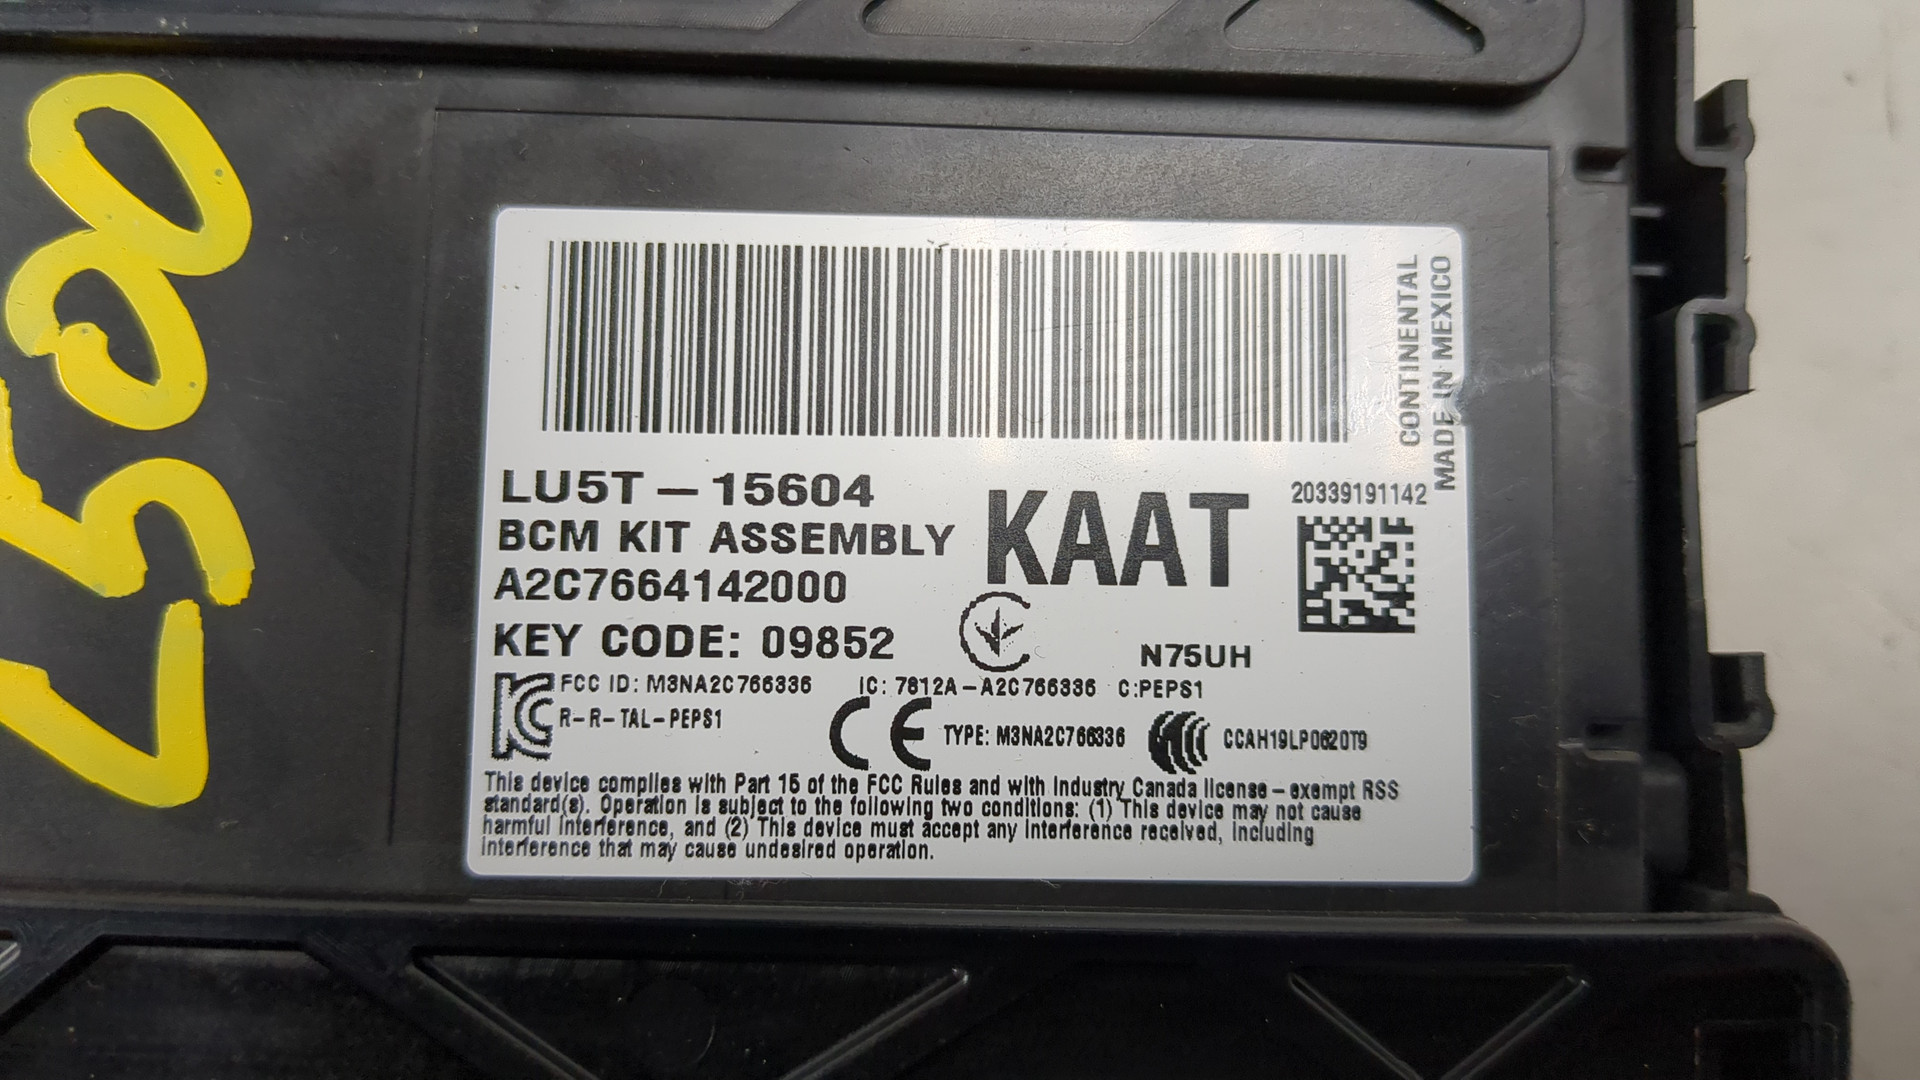 0057
CONTINENTAL
MADE IN MEXICO
LU5T-15604
KAAT
20339191142
BCM KIT ASSEMBLY
A2C7664142000
KEY CODE: 09852
N75UH
FCC ID: M3NA2C766336 IC: 7812A-A2C766336 C:PEPS1
R-R-TAL-PEPS1
CE TYPE: M3NA2C766336 CCAH19LP0620T9
This device complies with Part 15 of the FCC Rules and with Industry Canada license-exempt RSS
standard(s). Operation is subject to the following two conditions: (1) This device may not cause
harmful interference, and (2) This device must accept any interference received, including
interference that may cause undesired operation.